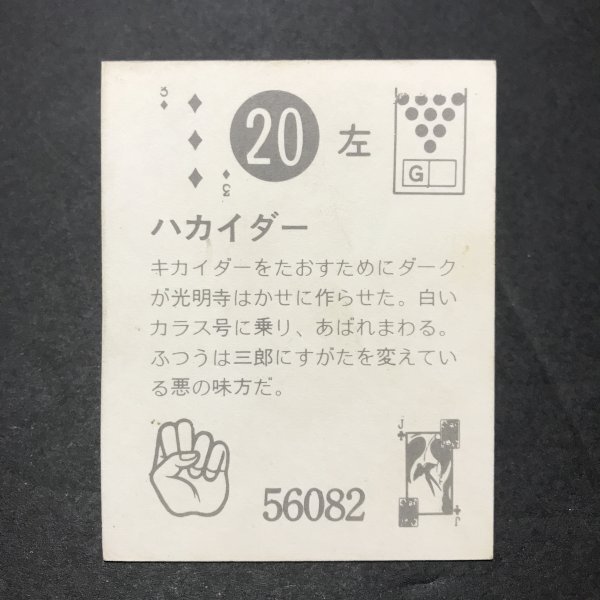 3
20
左
G
3
ハカイダー
キカイダーをたおすためにダーク
が光明寺はかせに作らせた。白い
カラス号に乗り、あばれまわる。
ふつうは三郎にすがたを変えてい
る悪の味方だ。
J
56082
J